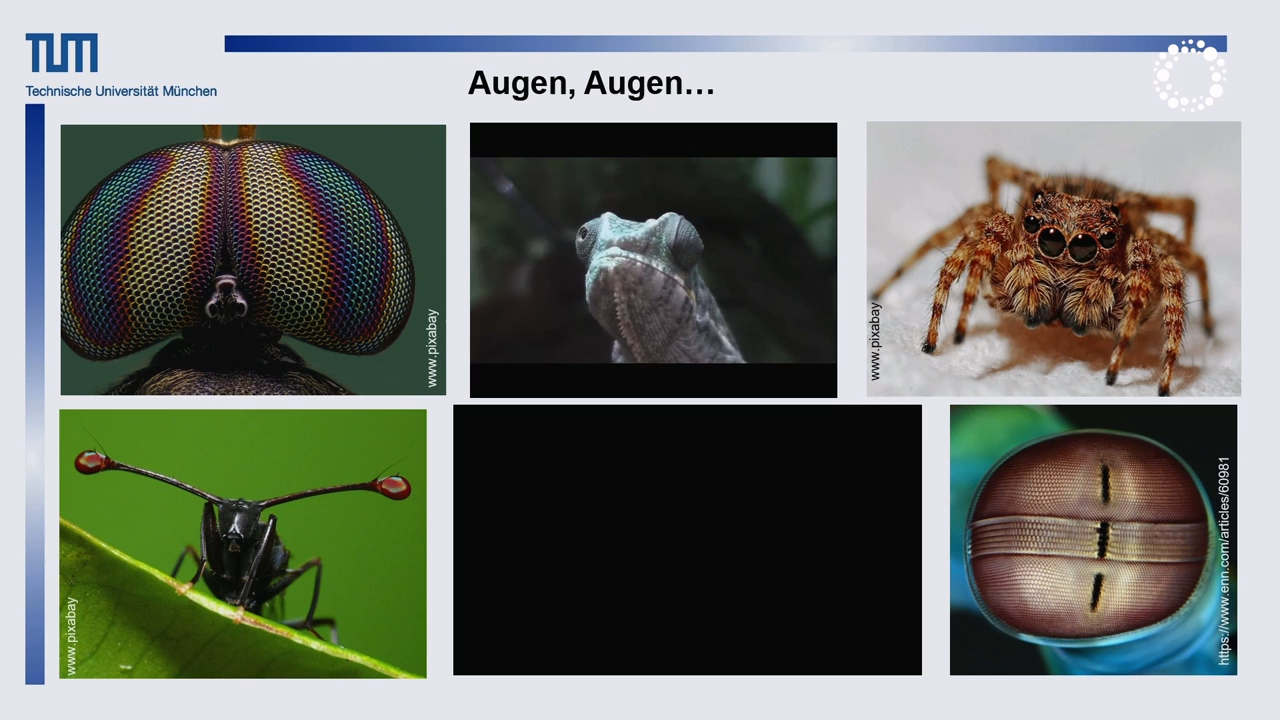 TUM
Technische Universität München
Augen, Augen…
www.pixabay
www.pixabay
www.pixabay
https://www.enn.com/articles/60981